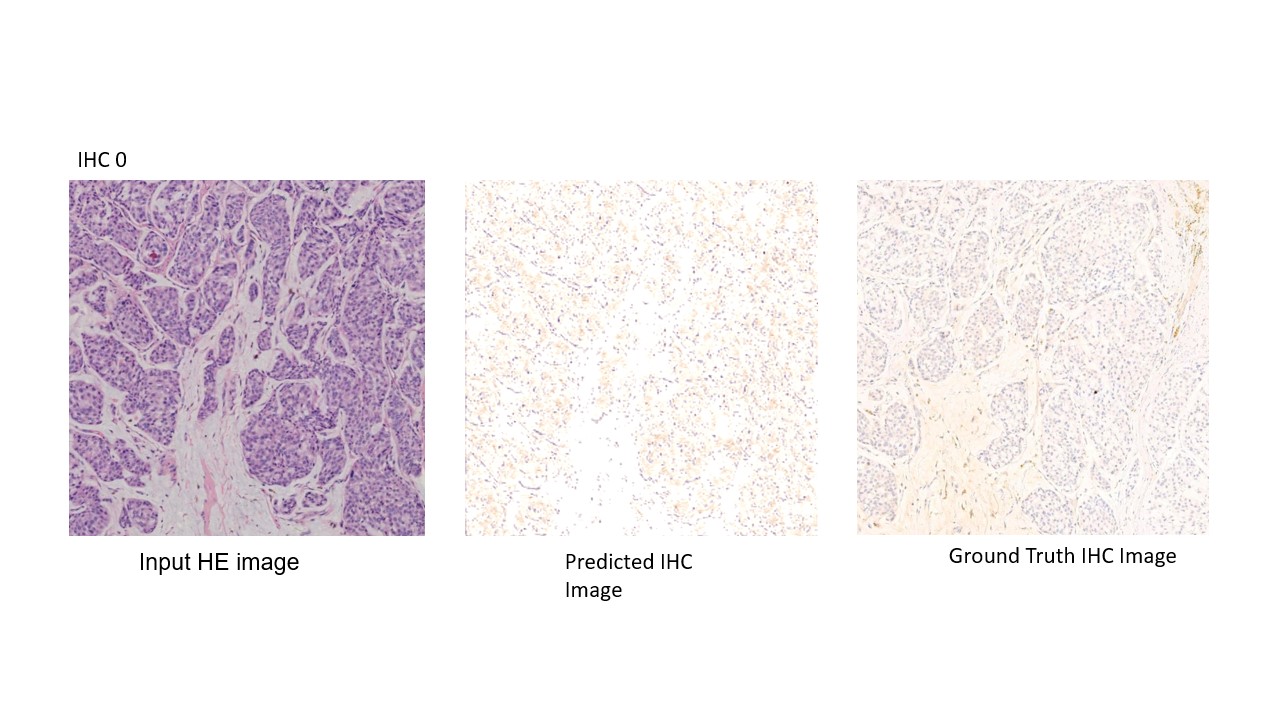 IHC 0
Input HE image
Predicted IHC
Image
Ground Truth IHC Image